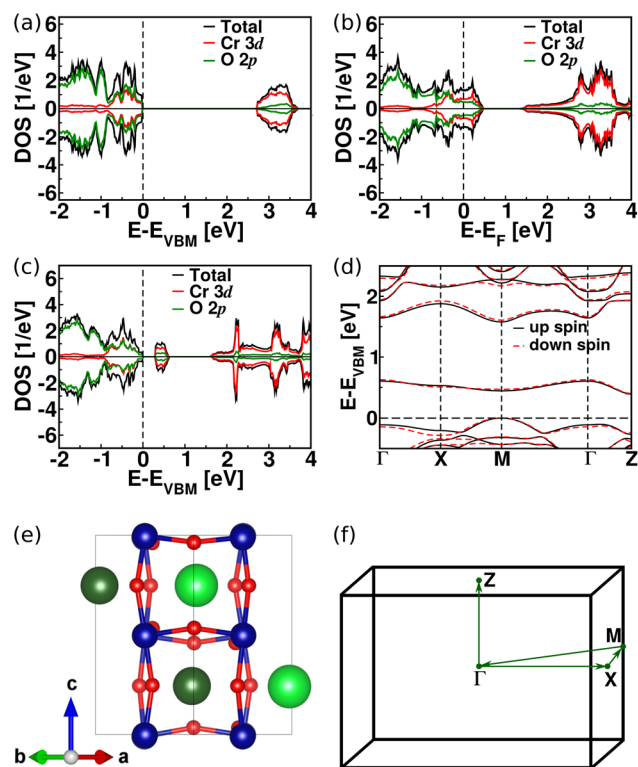 (a)
Total
Cr 3d
O 2p
DOS [1/eV]
6
4
2
0
-2
-4
-6
-2 -1 0 1 2 3 4
E-E_VBM [eV]
(b)
Total
Cr 3d
O 2p
DOS [1/eV]
6
4
2
0
-2
-4
-6
-2 -1 0 1 2 3 4
E-E_F [eV]
(c)
Total
Cr 3d
O 2p
DOS [1/eV]
6
4
2
0
-2
-4
-6
-2 -1 0 1 2 3 4
E-E_VBM [eV]
(d)
E-E_VBM [eV]
2
1
0
up spin
down spin
Γ X M Γ Z
(e)
c
b a
(f)
Z
M
Γ X